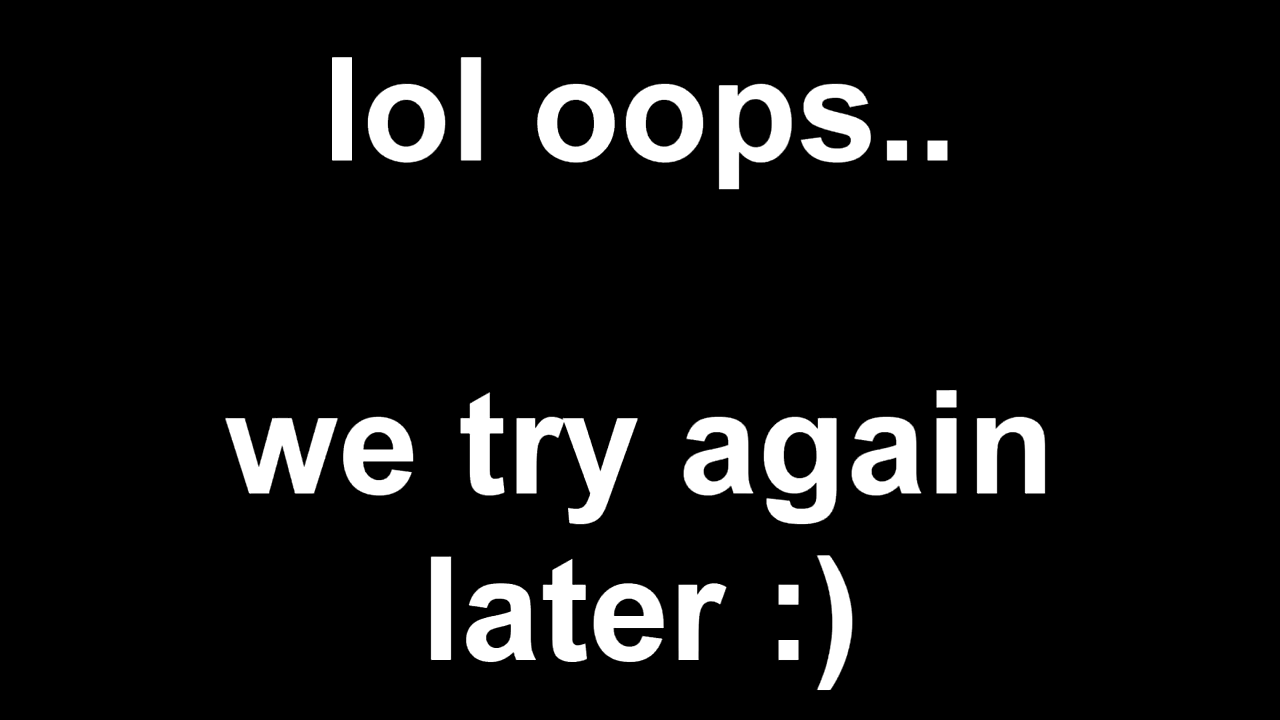 lol oops..
we try again
later :)